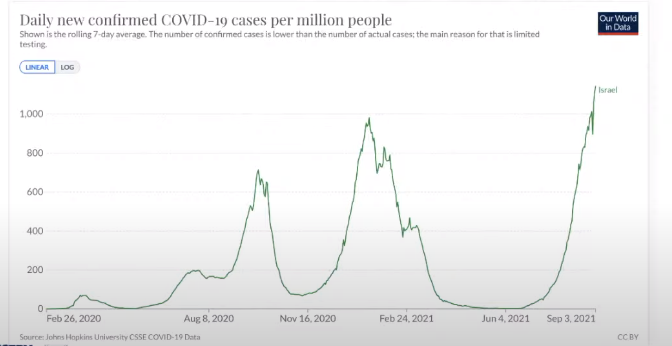 Daily new confirmed COVID-19 cases per million people
Shown is the rolling 7-day average. The number of confirmed cases is lower than the number of actual cases; the main reason for that is limited
testing.
Our World
in Data
LINEAR LOG
Israel
1,000
800
600
400
200
0
Feb 26, 2020 Aug 8, 2020 Nov 16, 2020 Feb 24, 2021 Jun 4, 2021 Sep 3, 2021
Source: Johns Hopkins University CSSE COVID-19 Data CC BY